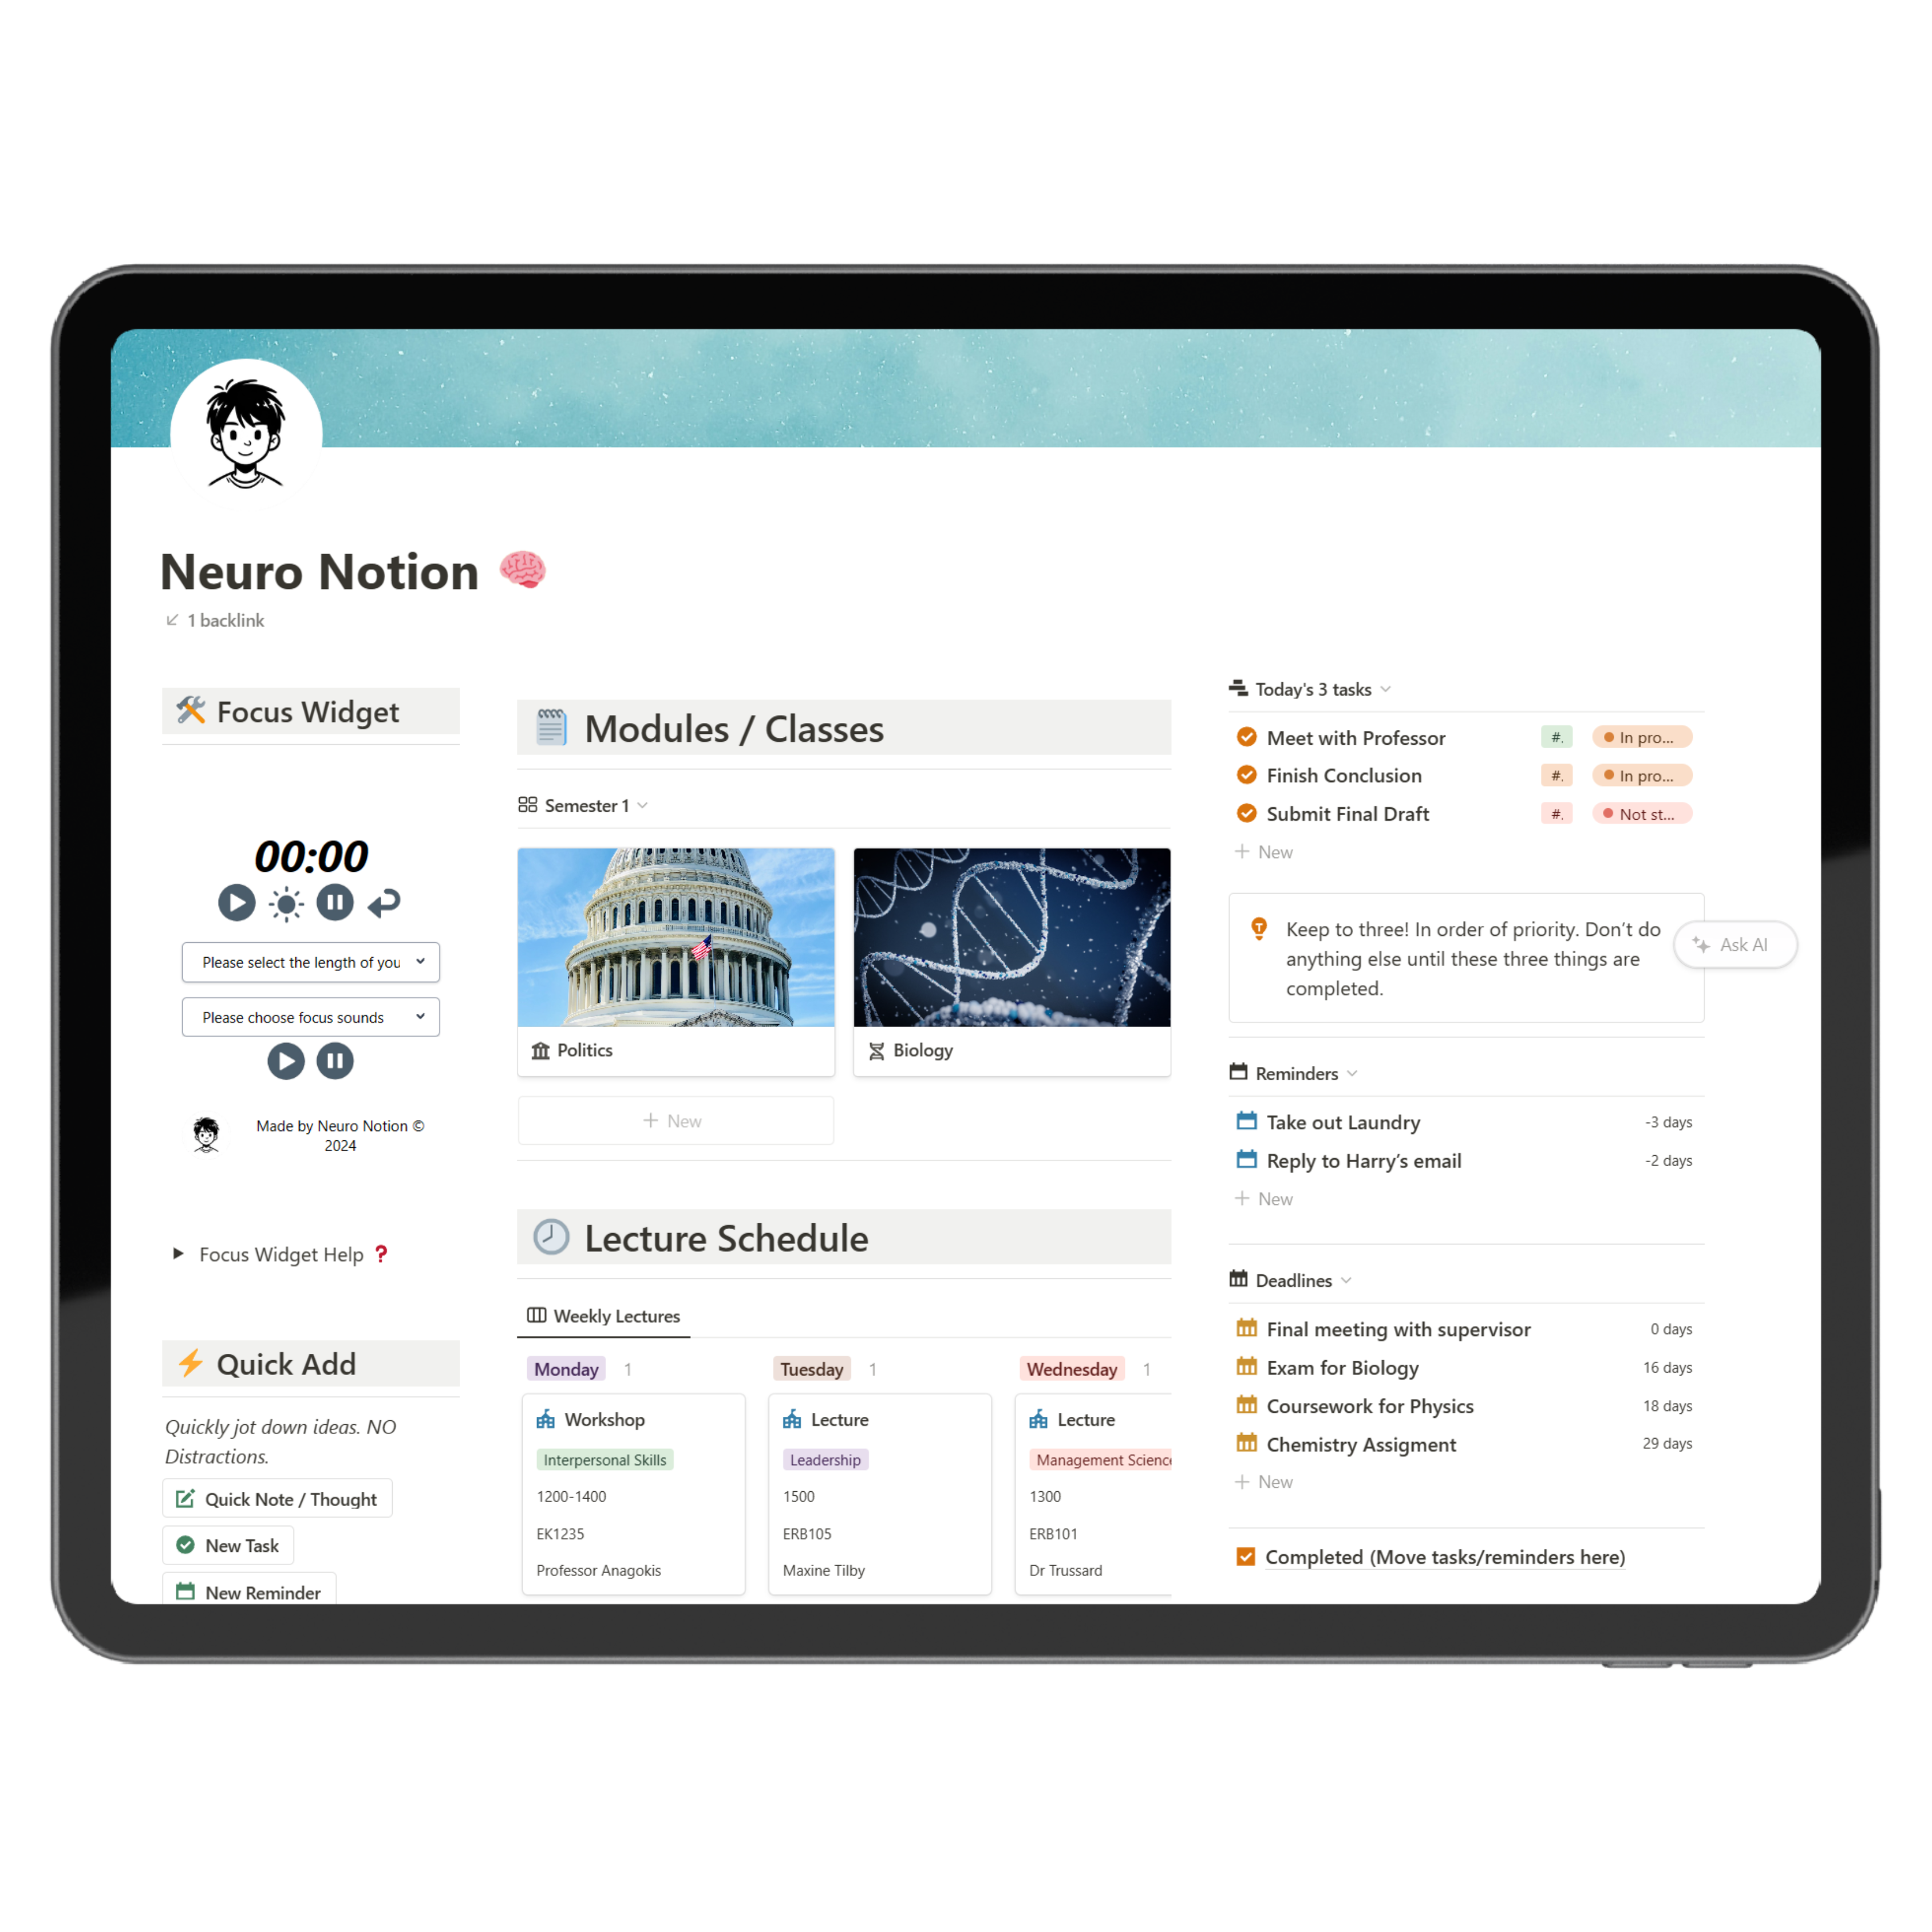 Neuro Notion
1 backlink
Focus Widget
00:00
Please select the length of you
Please choose focus sounds
Made by Neuro Notion ©
2024
Focus Widget Help ?
Quick Add
Quickly jot down ideas. NO
Distractions.
Quick Note / Thought
New Task
New Reminder
Modules / Classes
Semester 1
Politics
Biology
New
Lecture Schedule
Weekly Lectures
Monday 1
Workshop
Interpersonal Skills
1200-1400
EK1235
Professor Anagokis
Tuesday 1
Lecture
Leadership
1500
ERB105
Maxine Tilby
Wednesday 1
Lecture
Management Science
1300
ERB101
Dr Trussard
Today's 3 tasks
Meet with Professor #. In pro...
Finish Conclusion #. In pro...
Submit Final Draft #. Not st...
New
Keep to three! In order of priority. Don't do
anything else until these three things are
completed.
Ask AI
Reminders
Take out Laundry -3 days
Reply to Harry's email -2 days
New
Deadlines
Final meeting with supervisor 0 days
Exam for Biology 16 days
Coursework for Physics 18 days
Chemistry Assigment 29 days
New
Completed (Move tasks/reminders here)